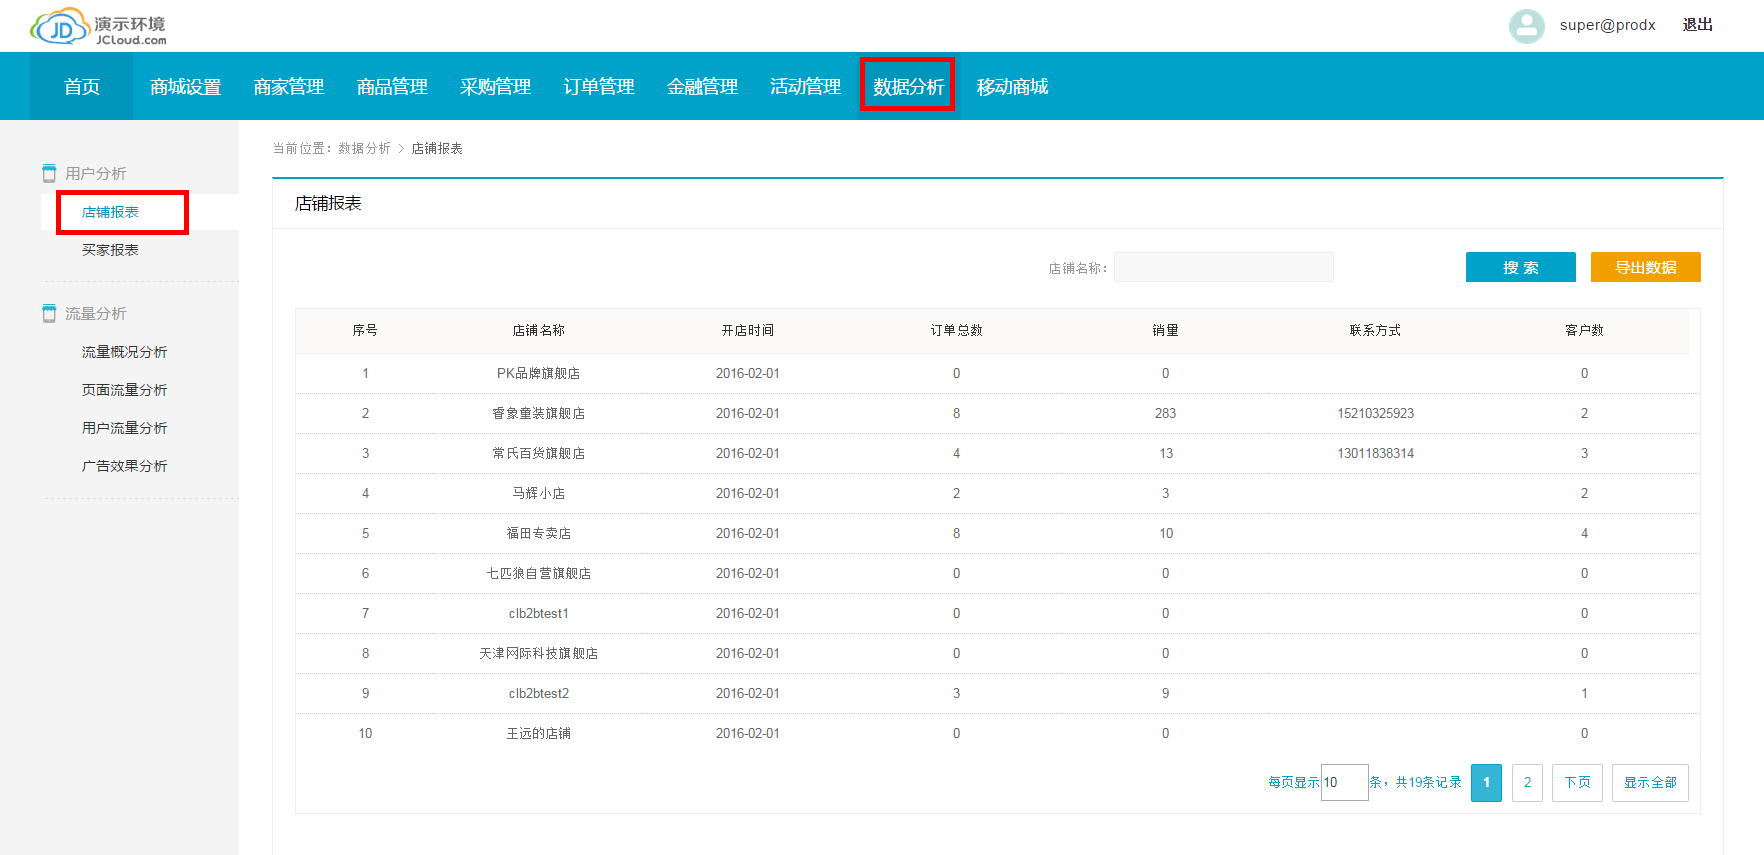 JD 演示环境
JCloud.com
super@prodx 退出
首页 商城设置 商家管理 商品管理 采购管理 订单管理 金融管理 活动管理 数据分析 移动商城
用户分析
店铺报表
买家报表
流量分析
流量概况分析
页面流量分析
用户流量分析
广告效果分析
当前位置：数据分析 > 店铺报表
店铺报表
店铺名称： 搜 索 导出数据
序号 店铺名称 开店时间 订单总数 销量 联系方式 客户数
1 PK品牌旗舰店 2016-02-01 0 0 0
2 睿象童装旗舰店 2016-02-01 8 283 15210325923 2
3 常氏百货旗舰店 2016-02-01 4 13 13011838314 3
4 马辉小店 2016-02-01 2 3 2
5 福田专卖店 2016-02-01 8 10 4
6 七匹狼自营旗舰店 2016-02-01 0 0 0
7 clb2btest1 2016-02-01 0 0 0
8 天津网际科技旗舰店 2016-02-01 0 0 0
9 clb2btest2 2016-02-01 3 9 1
10 王远的店铺 2016-02-01 0 0 0
每页显示 10 条，共19条记录 1 2 下页 显示全部